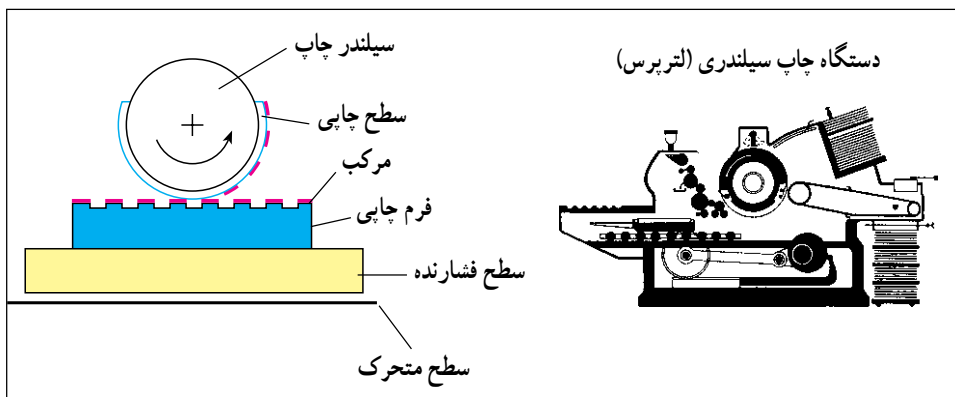 دستگاه چاپ سیلندری (لترپرس)
سیلندر چاپ
سطح چاپی
مرکب
فرم چاپی
سطح فشارنده
سطح متحرک